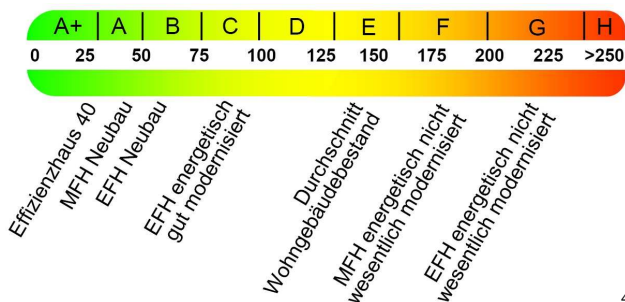 A+ A B C D E F G H
0 25 50 75 100 125 150 175 200 225 >250
Effizienzhaus 40
MFH Neubau
EFH Neubau
EFH energetisch
gut modernisiert
Durchschnitt
Wohngebäudebestand
MFH energetisch nicht
wesentlich modernisiert
EFH energetisch nicht
wesentlich modernisiert